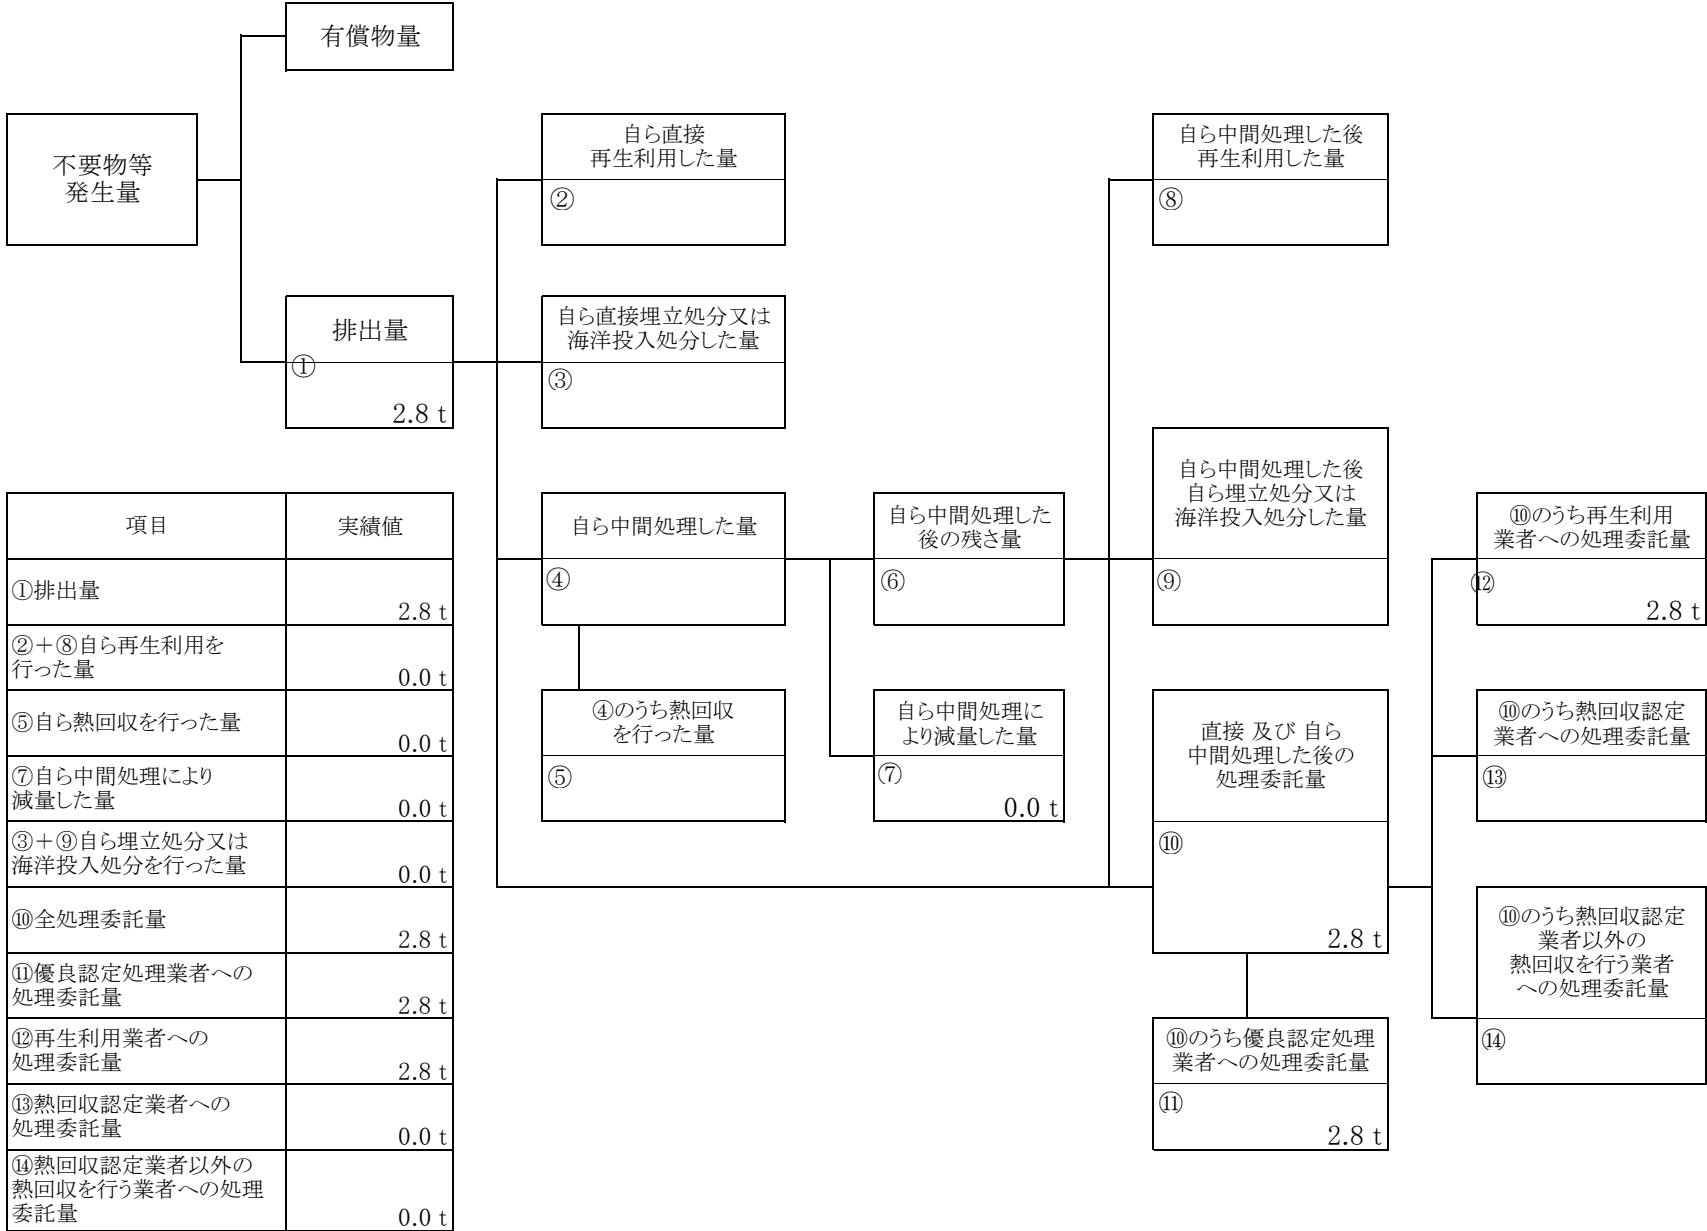 有償物量
不要物等
発生量
排出量
①
2.8 t
自ら直接
再生利用した量
②
自ら直接埋立処分又は
海洋投入処分した量
③
自ら中間処理した量
④
④のうち熱回収
を行った量
⑤
自ら中間処理した
後の残さ量
⑥
自ら中間処理に
より減量した量
⑦
0.0 t
自ら中間処理した後
再生利用した量
⑧
自ら中間処理した後
自ら埋立処分又は
海洋投入処分した量
⑨
直接 及び 自ら
中間処理した後の
処理委託量
⑩
2.8 t
⑩のうち優良認定処理
業者への処理委託量
⑪
2.8 t
⑩のうち再生利用
業者への処理委託量
⑫
2.8 t
⑩のうち熱回収認定
業者への処理委託量
⑬
⑩のうち熱回収認定
業者以外の
熱回収を行う業者
への処理委託量
⑭
項目
実績値
①排出量
2.8 t
②＋⑧自ら再生利用を
行った量
0.0 t
⑤自ら熱回収を行った量
0.0 t
⑦自ら中間処理により
減量した量
0.0 t
③＋⑨自ら埋立処分又は
海洋投入処分を行った量
0.0 t
⑩全処理委託量
2.8 t
⑪優良認定処理業者への
処理委託量
2.8 t
⑫再生利用業者への
処理委託量
2.8 t
⑬熱回収認定業者への
処理委託量
0.0 t
⑭熱回収認定業者以外の
熱回収を行う業者への処理
委託量
0.0 t